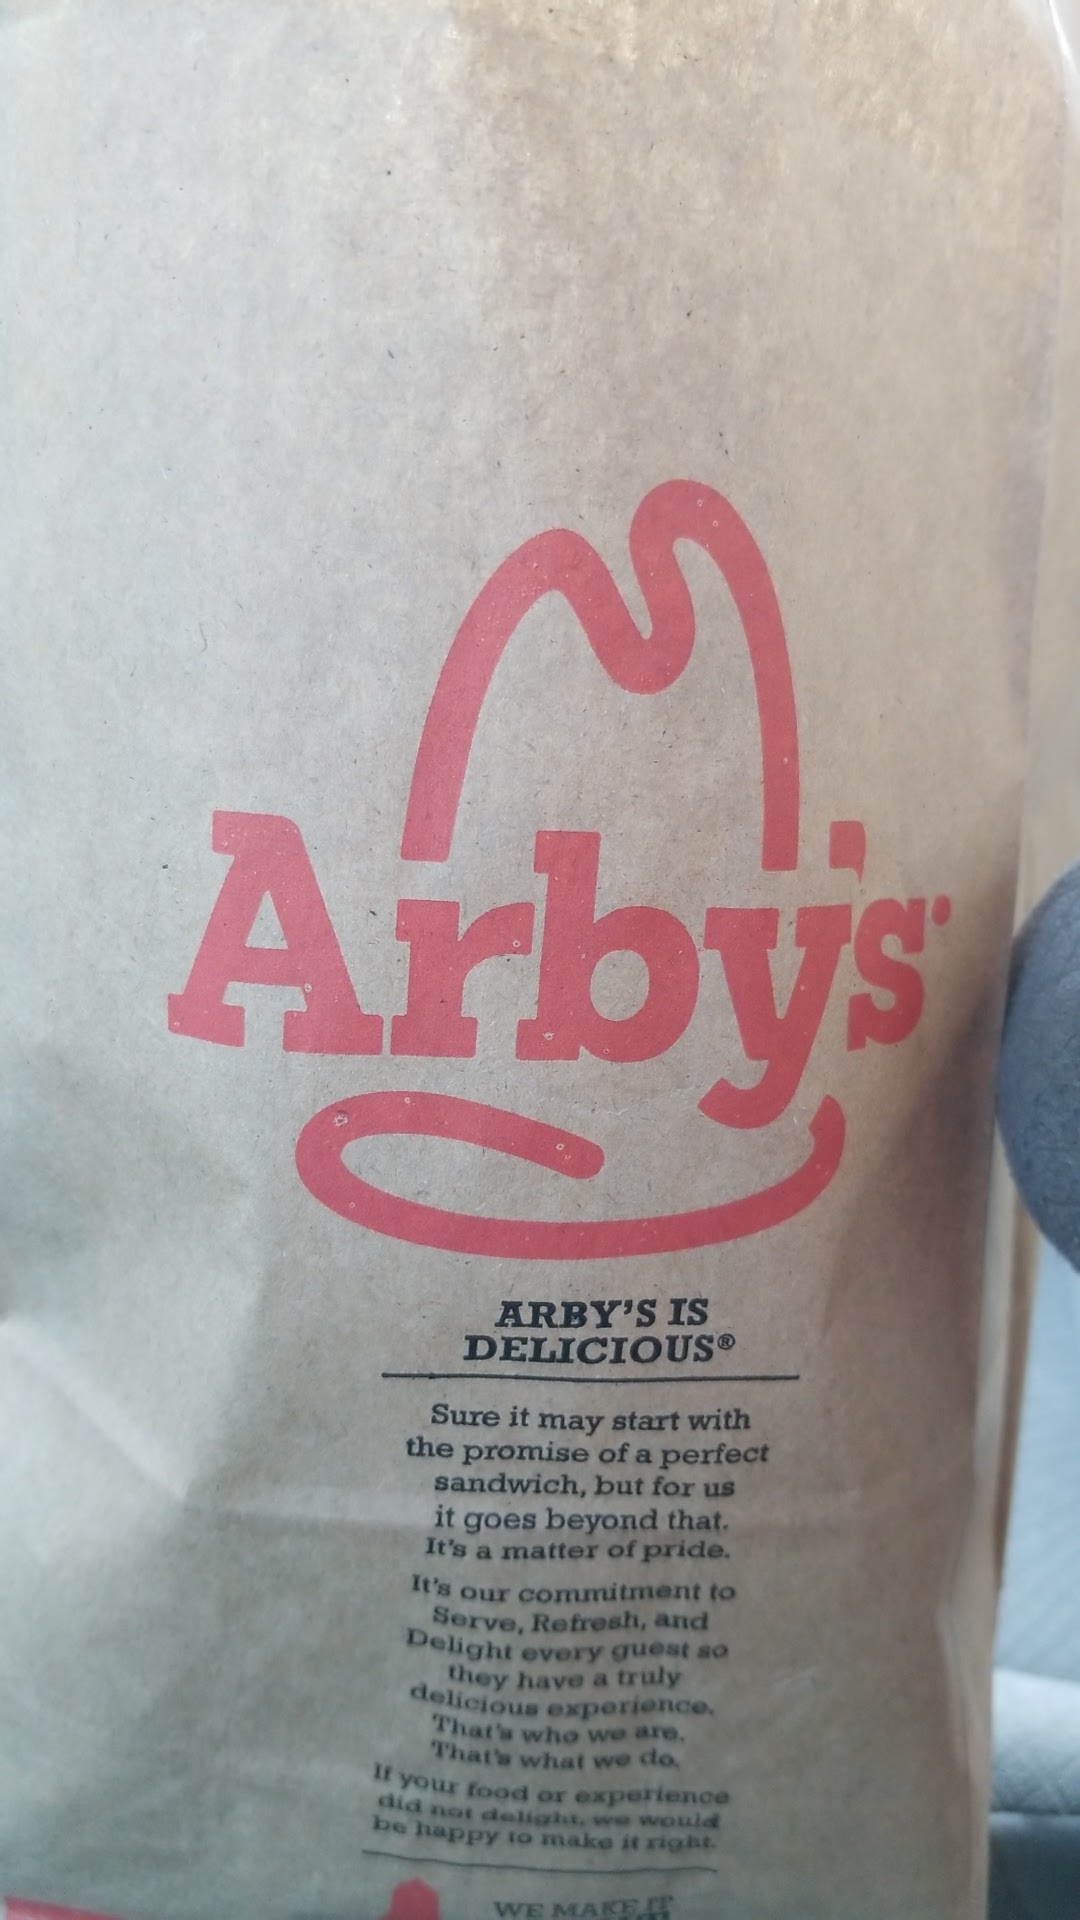 Arby's
ARBY'S IS
DELICIOUS®
Sure it may start with
the promise of a perfect
sandwich, but for us
it goes beyond that.
It's a matter of pride.
It's our commitment to
Serve, Refresh, and
Delight every guest so
they have a truly
delicious experience.
That's who we are.
That's what we do.
If your food or experience
did not delight, we would
be happy to make it right.
WE MAKE IT